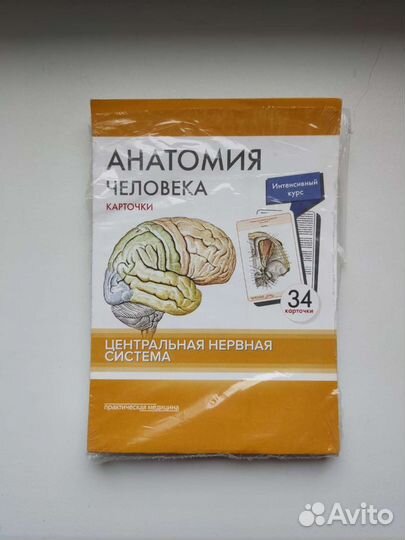 АНАТОМИЯ
ЧЕЛОВЕКА
КАРТОЧКИ
Интенсивный
курс
34
карточки
ЦЕНТРАЛЬНАЯ НЕРВНАЯ
СИСТЕМА
практическая медицина
Avito